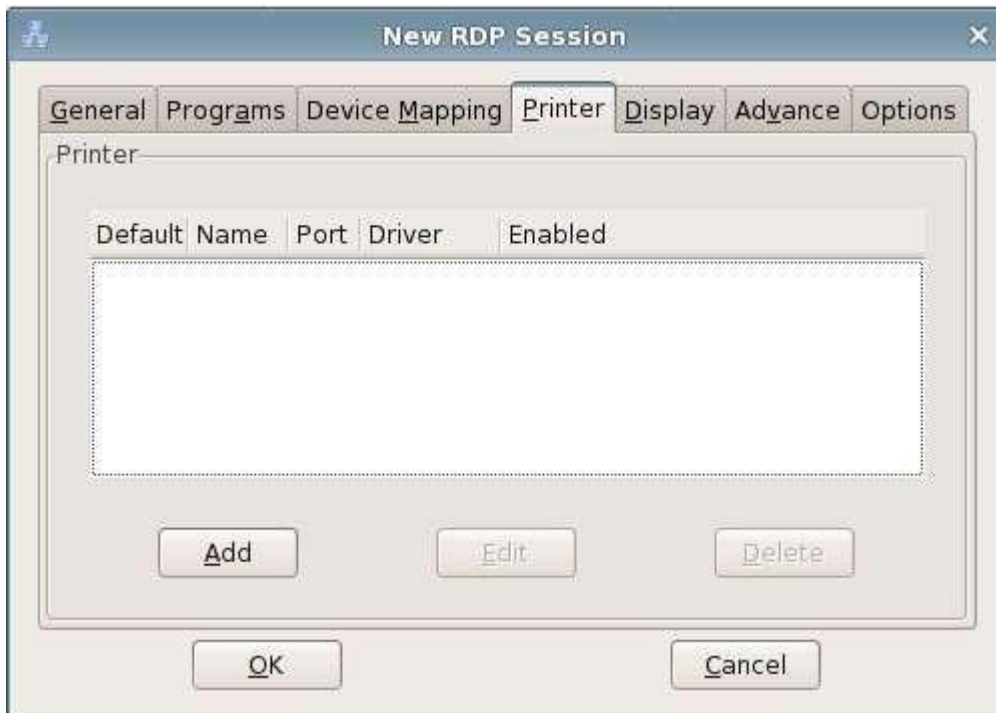 New RDP Session
General Programs Device Mapping Printer Display Advance Options
Printer
Default Name Port Driver Enabled
Add Edit Delete
OK Cancel